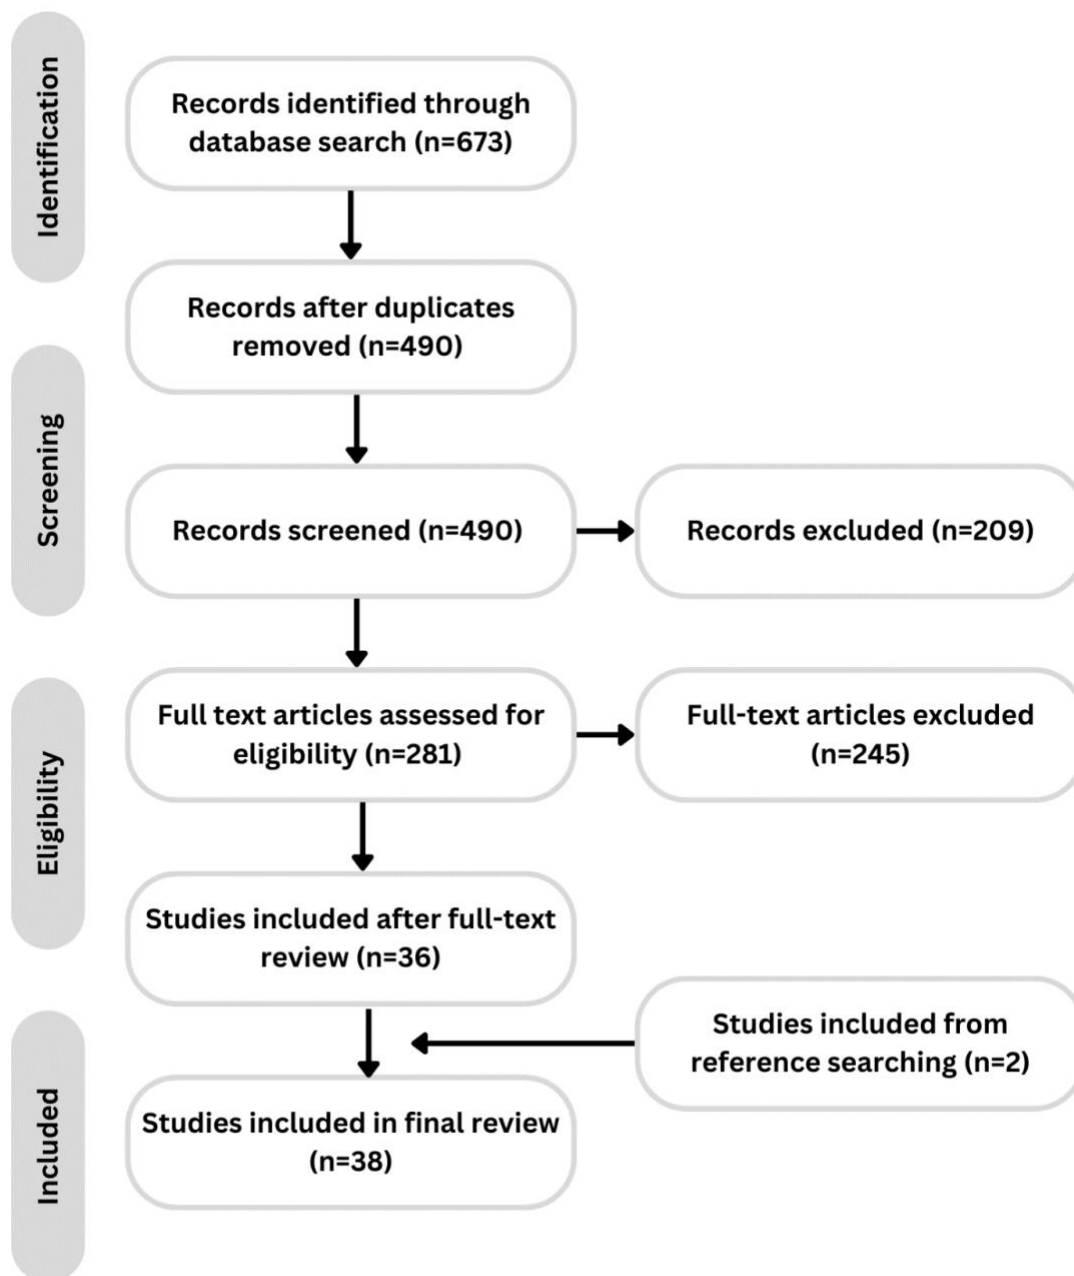 Identification
Records identified through
database search (n=673)
Records after duplicates
removed (n=490)
Screening
Records screened (n=490)
Records excluded (n=209)
Eligibility
Full text articles assessed for
eligibility (n=281)
Full-text articles excluded
(n=245)
Studies included after full-text
review (n=36)
Included
Studies included from
reference searching (n=2)
Studies included in final review
(n=38)